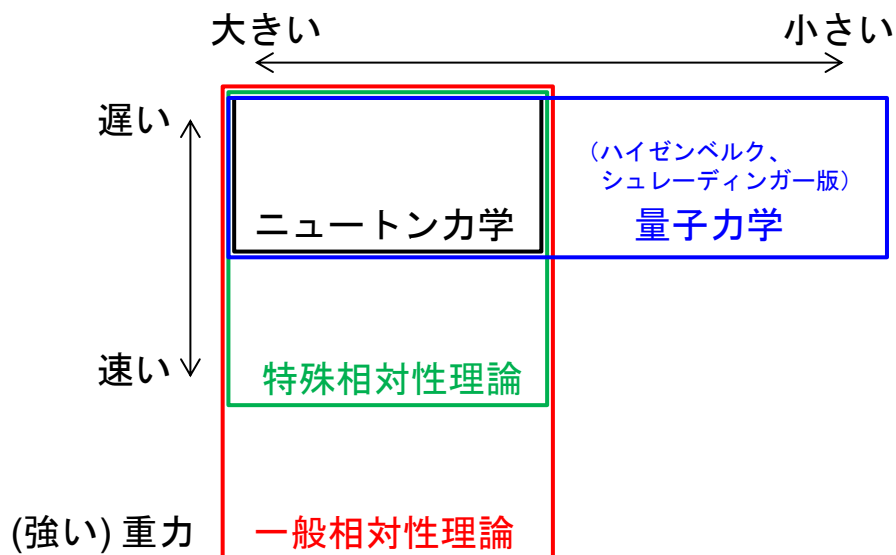 大きい
小さい
遅い
(ハイゼンベルク、
シュレーディンガー版)
ニュートン力学
量子力学
速い
特殊相対性理論
(強い) 重力
一般相対性理論